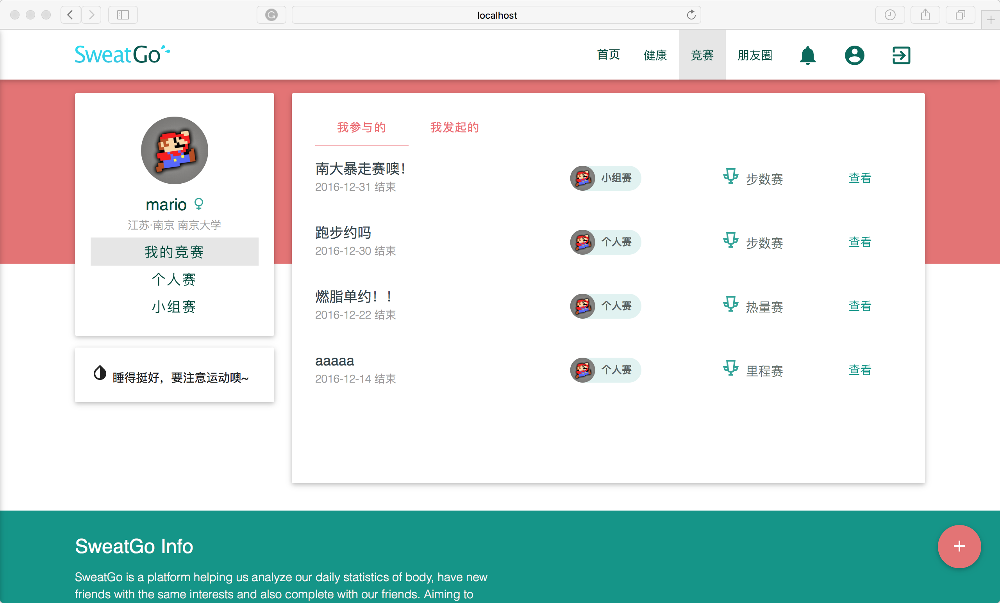 localhost
SweatGo
首页 健康 竞赛 朋友圈
mario
江苏·南京 南京大学
我的竞赛
个人赛
小组赛
睡得挺好，要注意运动噢~
我参与的 我发起的
南大暴走赛噢！
2016-12-31 结束
小组赛 步数赛 查看
跑步约吗
2016-12-30 结束
个人赛 步数赛 查看
燃脂单约！！
2016-12-22 结束
个人赛 热量赛 查看
aaaaa
2016-12-14 结束
个人赛 里程赛 查看
SweatGo Info
SweatGo is a platform helping us analyze our daily statistics of body, have new
friends with the same interests and also complete with our friends. Aiming to